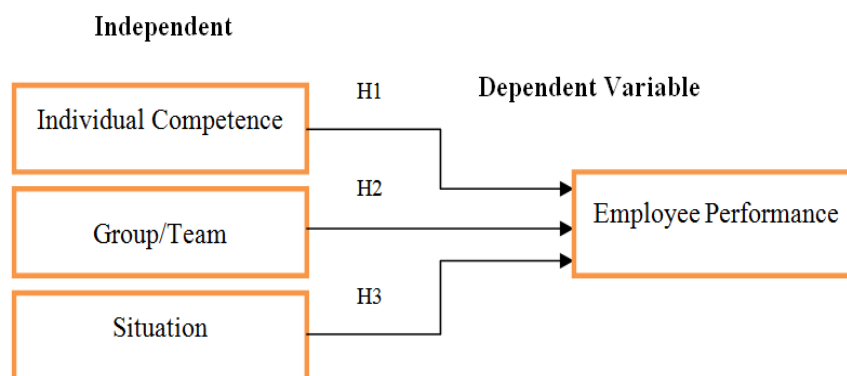 Independent
H1
Dependent Variable
Individual Competence
H2
Employee Performance
Group/Team
H3
Situation